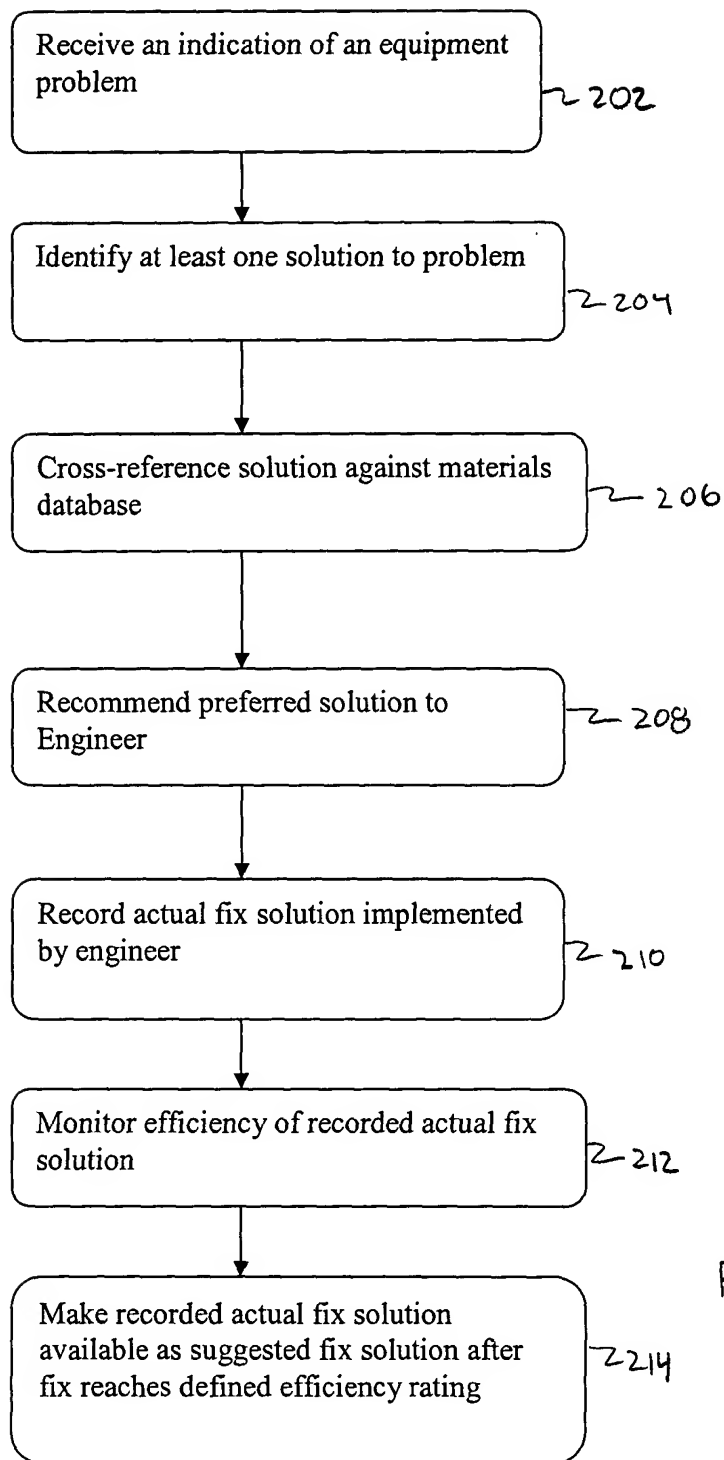 Receive an indication of an equipment
problem
202
Identify at least one solution to problem
204
Cross-reference solution against materials
database
206
Recommend preferred solution to
Engineer
208
Record actual fix solution implemented
by engineer
210
Monitor efficiency of recorded actual fix
solution
212
Make recorded actual fix solution
available as suggested fix solution after
fix reaches defined efficiency rating
214